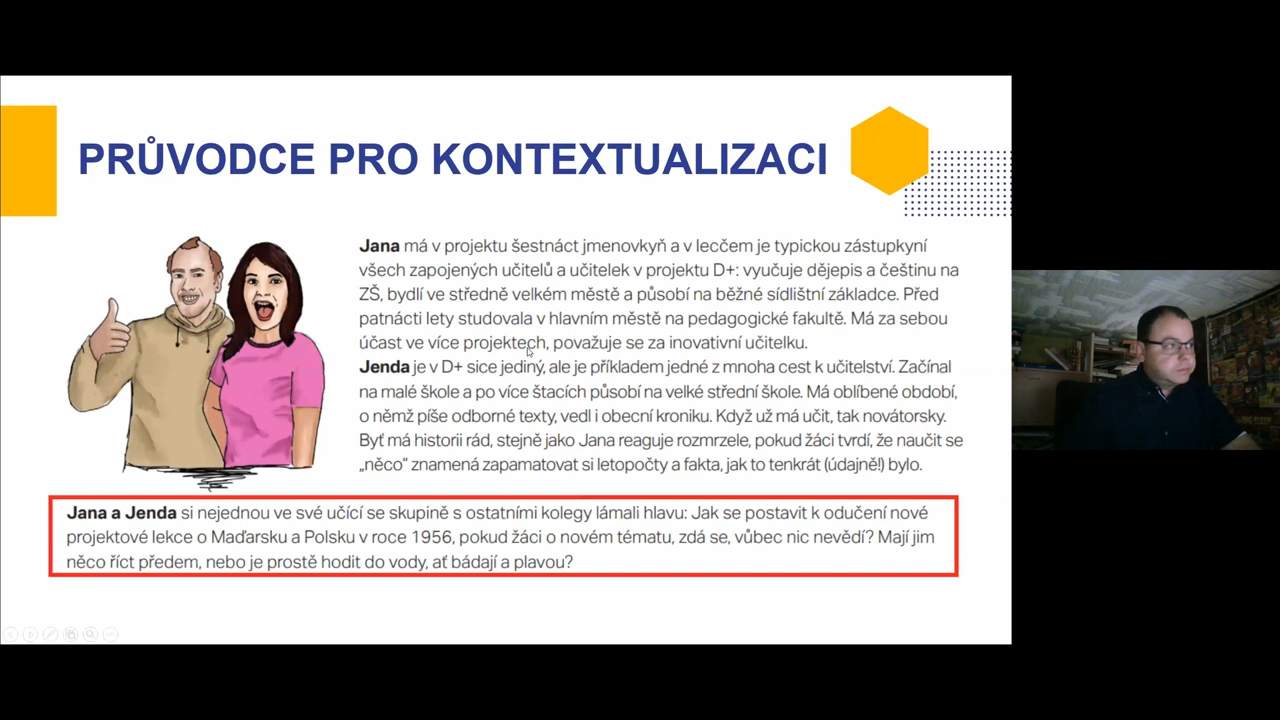 PRŮVODCE PRO KONTEXTUALIZACI
Jana má v projektu šestnáct jmenovkyň a v lecčem je typickou zástupkyní
všech zapojených učitelů a učitelek v projektu D+: vyučuje dějepis a češtinu na
ZŠ, bydlí ve středně velkém městě a působí na běžné sídlištní základce. Před
patnácti lety studovala v hlavním městě na pedagogické fakultě. Má za sebou
účast ve více projektech, považuje se za inovativní učitelku.
Jenda je v D+ sice jediný, ale je příkladem jedné z mnoha cest k učitelství. Začínal
na malé škole a po více štacích působí na velké střední škole. Má oblíbené období,
o němž píše odborné texty, vedl i obecní kroniku. Když už má učit, tak novátorsky.
Byť má historii rád, stejně jako Jana reaguje rozmrzele, pokud žáci tvrdí, že naučit se
„něco“ znamená zapamatovat si letopočty a fakta, jak to tenkrát (údajně!) bylo.
Jana a Jenda si nejednou ve své učící se skupině s ostatními kolegy lámali hlavu: Jak se postavit k odučení nové
projektové lekce o Maďarsku a Polsku v roce 1956, pokud žáci o novém tématu, zdá se, vůbec nic nevědí? Mají jim
něco říct předem, nebo je prostě hodit do vody, ať bádají a plavou?